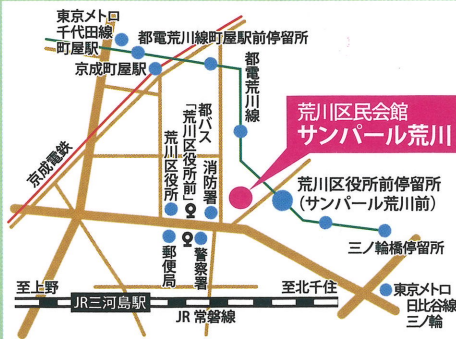 東京メトロ
千代田線
町屋駅
都電荒川線町屋駅前停留所
京成町屋駅
都電荒川線
京成電鉄
都バス
「荒川区役所前」
荒川区役所
消防署
荒川区民会館
サンパール荒川
荒川区役所前停留所
(サンパール荒川前)
三ノ輪橋停留所
郵便局
警察署
至上野
至北千住
JR三河島駅
JR 常磐線
東京メトロ
日比谷線
三ノ輪